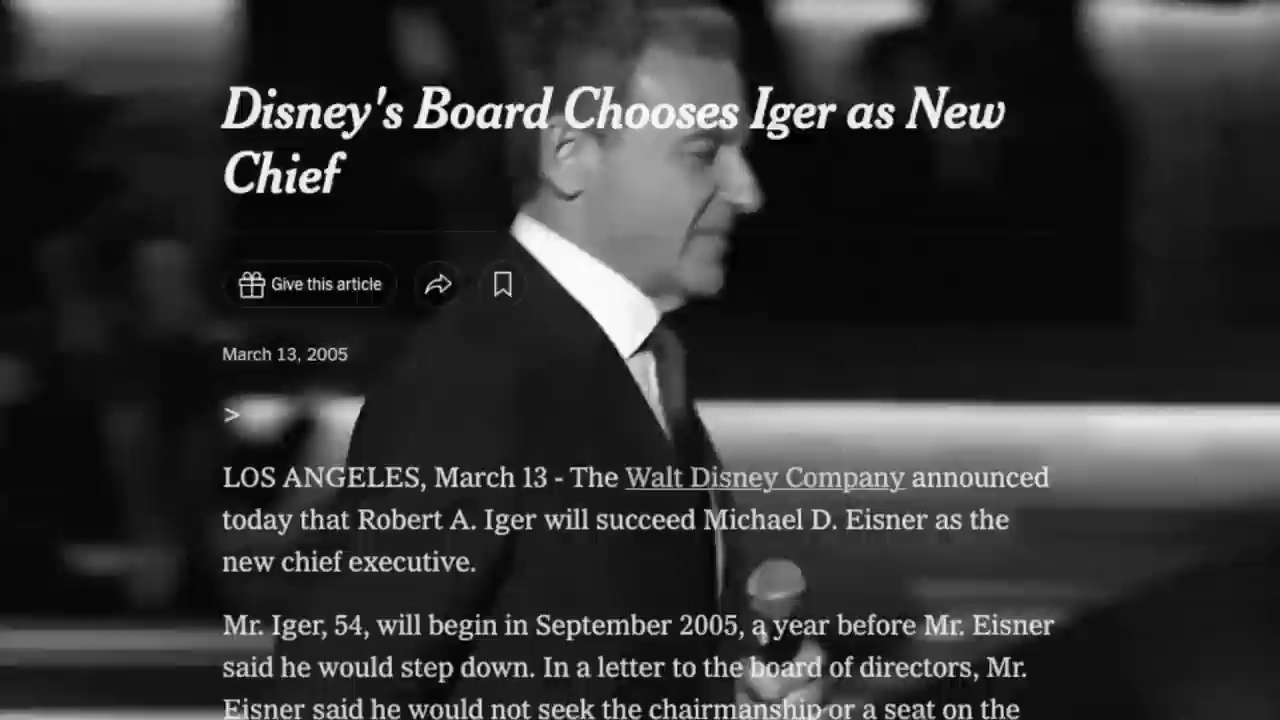 Disney's Board Chooses Iger as New
Chief
Give this article
March 13, 2005
>
LOS ANGELES, March 13 - The Walt Disney Company announced
today that Robert A. Iger will succeed Michael D. Eisner as the
new chief executive.
Mr. Iger, 54, will begin in September 2005, a year before Mr. Eisner
said he would step down. In a letter to the board of directors, Mr.
Eisner said he would not seek the chairmanship or a seat on the